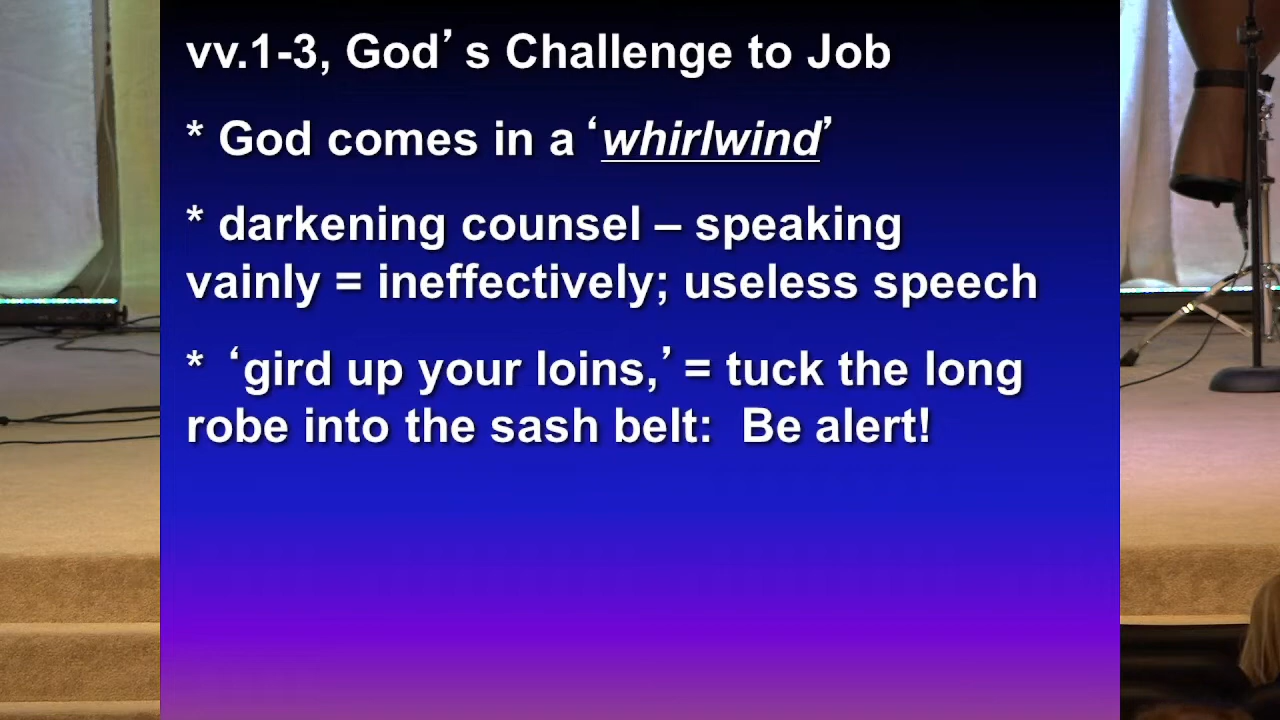 vv.1-3, God’s Challenge to Job
* God comes in a ‘whirlwind’
* darkening counsel – speaking
vainly = ineffectively; useless speech
* ‘gird up your loins,’ = tuck the long
robe into the sash belt:  Be alert!